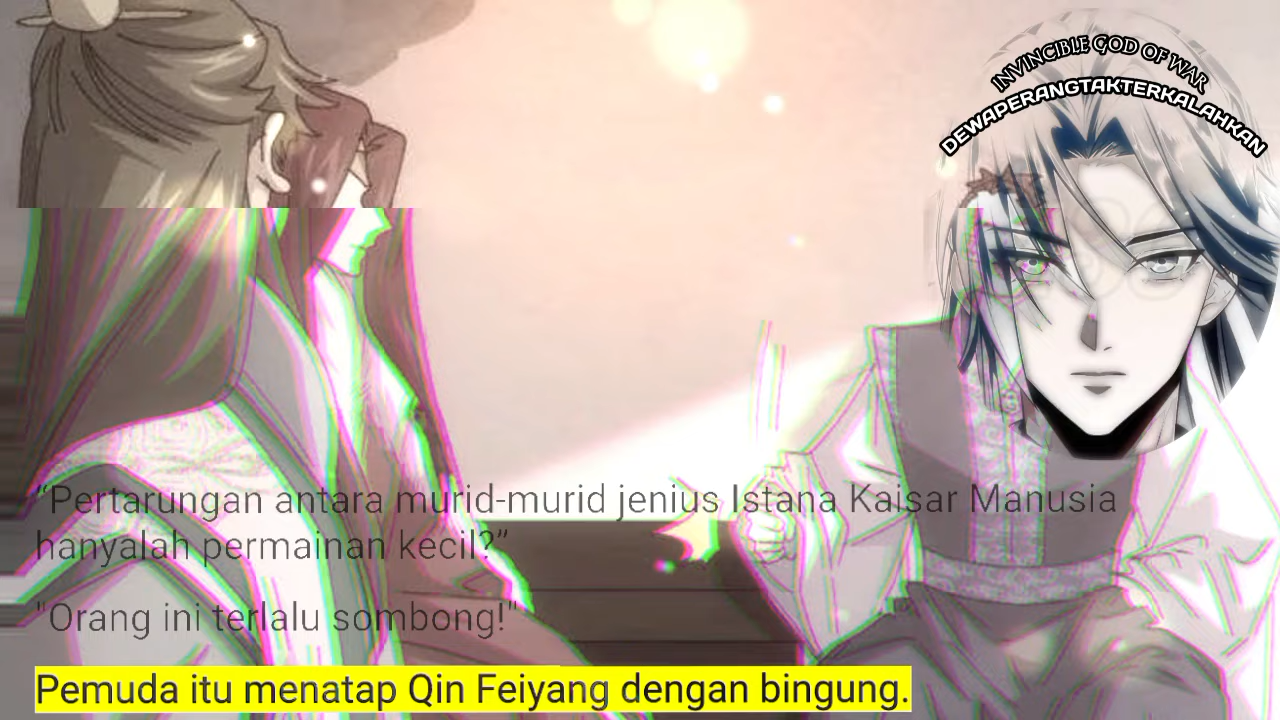 INVINCIBLE GOD OF WAR
DEWAPERANGTAKTERKALAHKAN
“Pertarungan antara murid-murid jenius Istana Kaisar Manusia
hanyalah permainan kecil?”
"Orang ini terlalu sombong!"
Pemuda itu menatap Qin Feiyang dengan bingung.